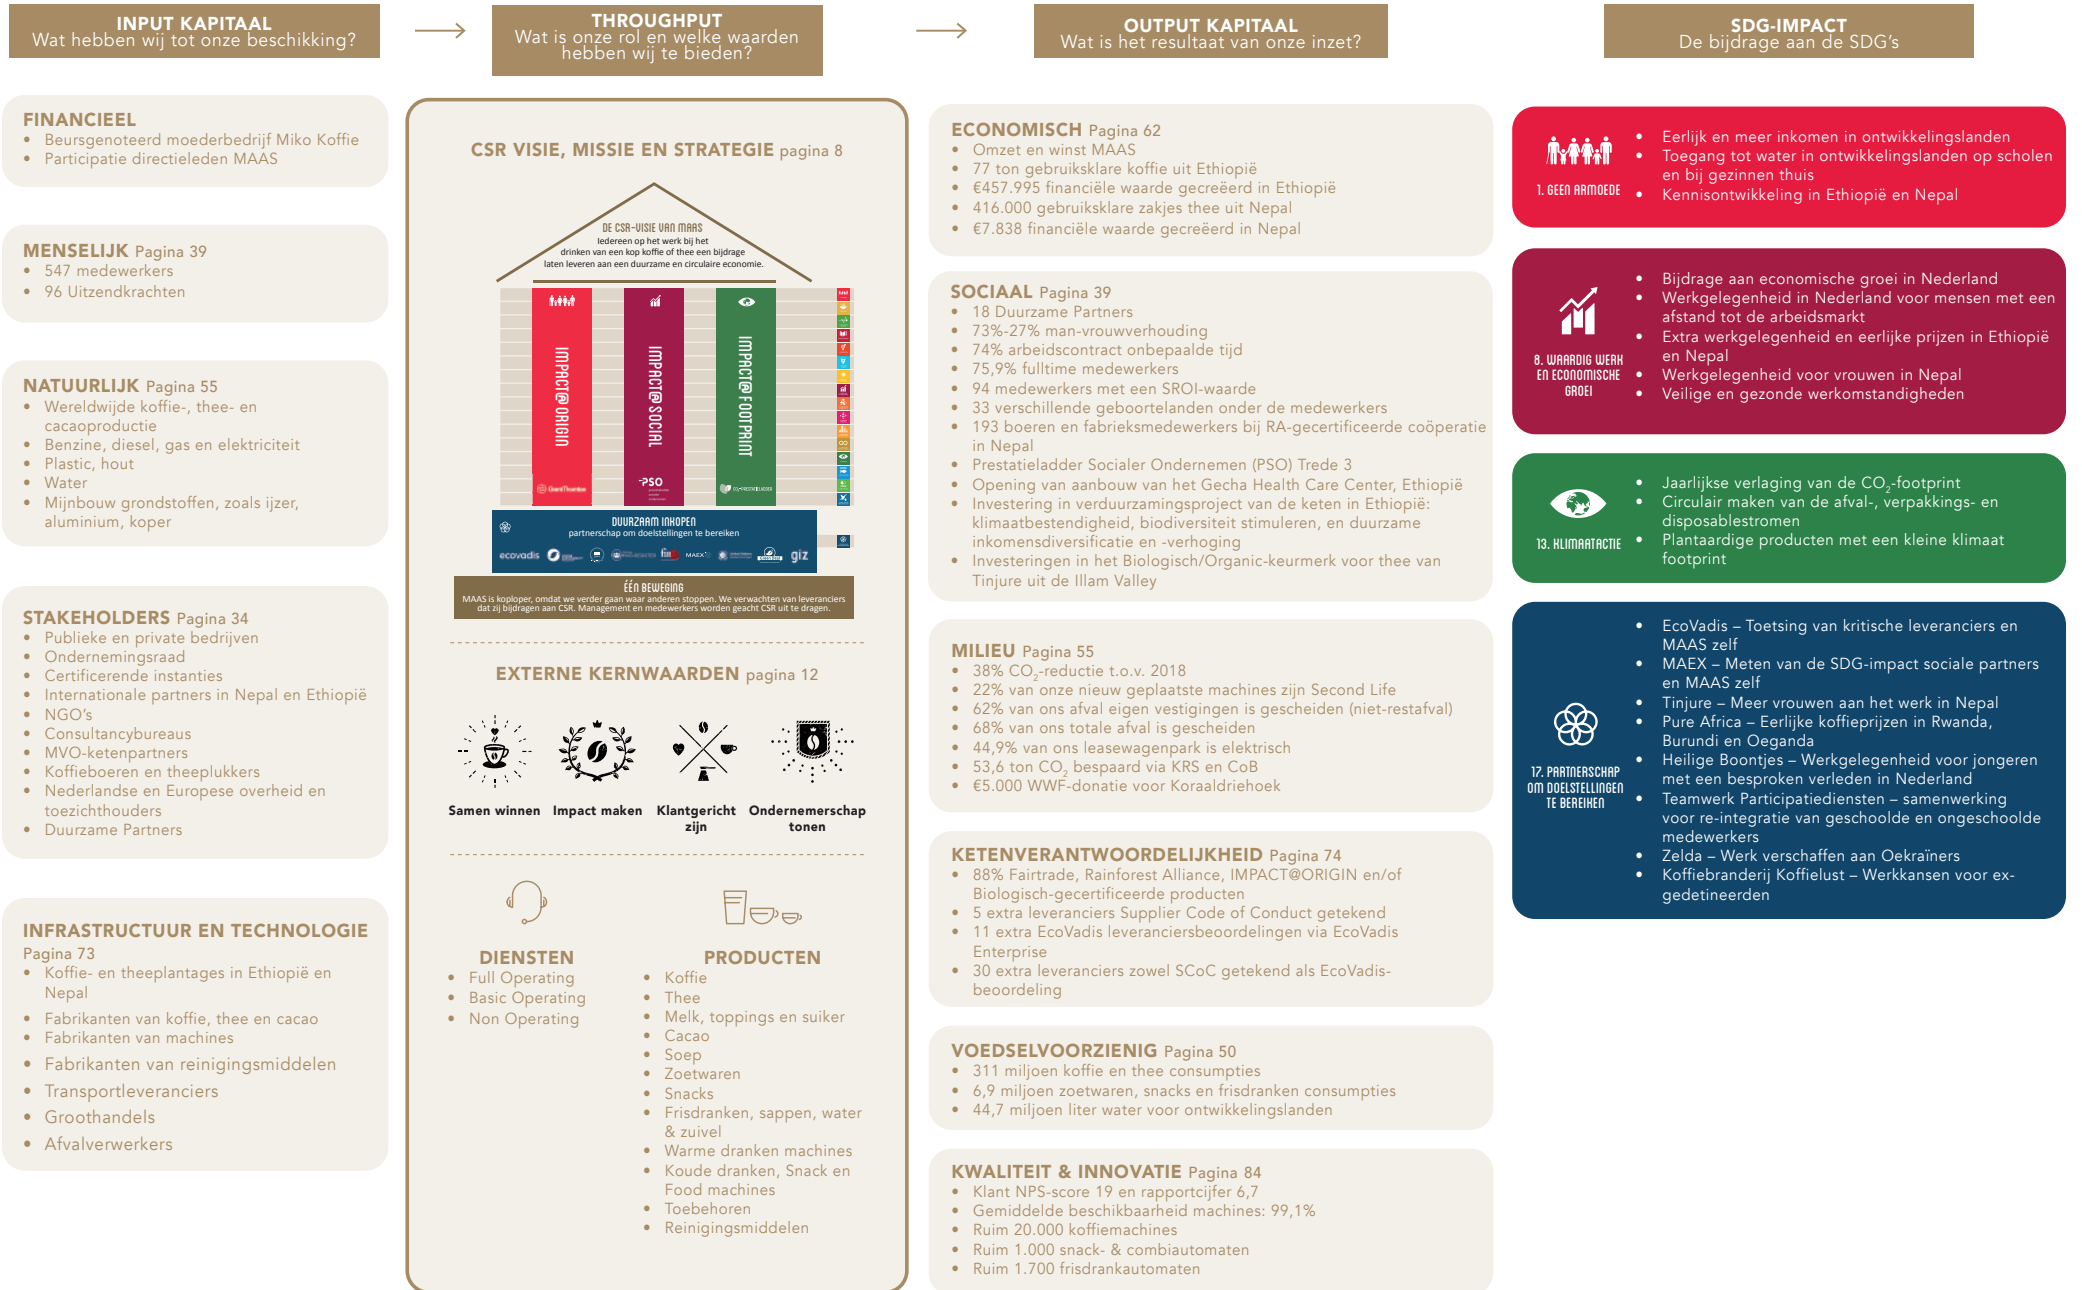 INPUT KAPITAAL
Wat hebben wij tot onze beschikking?
THROUGHPUT
Wat is onze rol en welke waarden
hebben wij te bieden?
OUTPUT KAPITAAL
Wat is het resultaat van onze inzet?
SDG-IMPACT
De bijdrage aan de SDG's
FINANCIEEL
• Beursgenoteerd moederbedrijf Miko Koffie
• Participatie directieleden MAAS
MENSELIJK Pagina 39
• 547 medewerkers
• 96 Uitzendkrachten
NATUURLIJK Pagina 55
• Wereldwijde koffie-, thee- en
cacaoproductie
• Benzine, diesel, gas en elektriciteit
• Plastic, hout
• Water
• Mijnbouw grondstoffen, zoals ijzer,
aluminium, koper
STAKEHOLDERS Pagina 34
• Publieke en private bedrijven
• Ondernemingsraad
• Certificerende instanties
• Internationale partners in Nepal en Ethiopië
• NGO's
• Consultancybureaus
• MVO-ketenpartners
• Koffieboeren en theeplukkers
• Nederlandse en Europese overheid en
toezichthouders
• Duurzame Partners
INFRASTRUCTUUR EN TECHNOLOGIE
Pagina 73
• Koffie- en theeplantages in Ethiopië en
Nepal
• Fabrikanten van koffie, thee en cacao
• Fabrikanten van machines
• Fabrikanten van reinigingsmiddelen
• Transportleveranciers
• Groothandels
• Afvalverwerkers
CSR VISIE, MISSIE EN STRATEGIE pagina 8
DE CSR-VISIE VAN MAAS
Iedereen op het werk bij het
drinken van een kop koffie of thee een bijdrage
laten leveren aan een duurzame en circulaire economie.
IMPACT@ORIGIN
IMPACT@SOCIAL
IMPACT@FOOTPRINT
GrantThornton
PSO
CO₂-PRESTATIELADDER
DUURZAAM INKOPEN
partnerschap om doelstellingen te bereiken
ecovadis
MAEX
giz
ÉÉN BEWEGING
MAAS is koploper, omdat we verder gaan waar anderen stoppen. We verwachten van leveranciers
dat zij bijdragen aan CSR. Management en medewerkers worden geacht CSR uit te dragen.
EXTERNE KERNWAARDEN pagina 12
Samen winnen
Impact maken
Klantgericht
zijn
Ondernemerschap
tonen
DIENSTEN
• Full Operating
• Basic Operating
• Non Operating
PRODUCTEN
• Koffie
• Thee
• Melk, toppings en suiker
• Cacao
• Soep
• Zoetwaren
• Snacks
• Frisdranken, sappen, water
& zuivel
• Warme dranken machines
• Koude dranken, Snack en
Food machines
• Toebehoren
• Reinigingsmiddelen
ECONOMISCH Pagina 62
• Omzet en winst MAAS
• 77 ton gebruiksklare koffie uit Ethiopië
• €457.995 financiële waarde gecreëerd in Ethiopië
• 416.000 gebruiksklare zakjes thee uit Nepal
• €7.838 financiële waarde gecreëerd in Nepal
SOCIAAL Pagina 39
• 18 Duurzame Partners
• 73%-27% man-vrouwverhouding
• 74% arbeidscontract onbepaalde tijd
• 75,9% fulltime medewerkers
• 94 medewerkers met een SROI-waarde
• 33 verschillende geboortelanden onder de medewerkers
• 193 boeren en fabrieksmedewerkers bij RA-gecertificeerde coöperatie
in Nepal
• Prestatieladder Socialer Ondernemen (PSO) Trede 3
• Opening van aanbouw van het Gecha Health Care Center, Ethiopië
• Investering in verduurzamingsproject van de keten in Ethiopië:
klimaatbestendigheid, biodiversiteit stimuleren, en duurzame
inkomensdiversificatie en -verhoging
• Investeringen in het Biologisch/Organic-keurmerk voor thee van
Tinjure uit de Illam Valley
MILIEU Pagina 55
• 38% CO₂-reductie t.o.v. 2018
• 22% van onze nieuw geplaatste machines zijn Second Life
• 62% van ons afval eigen vestigingen is gescheiden (niet-restafval)
• 68% van ons totale afval is gescheiden
• 44,9% van ons leasewagenpark is elektrisch
• 53,6 ton CO₂ bespaard via KRS en CoB
• €5.000 WWF-donatie voor Koraaldriehoek
KETENVERANTWOORDELIJKHEID Pagina 74
• 88% Fairtrade, Rainforest Alliance, IMPACT@ORIGIN en/of
Biologisch-gecertificeerde producten
• 5 extra leveranciers Supplier Code of Conduct getekend
• 11 extra EcoVadis leveranciersbeoordelingen via EcoVadis
Enterprise
• 30 extra leveranciers zowel SCoC getekend als EcoVadis-
beoordeling
VOEDSELVOORZIENIG Pagina 50
• 311 miljoen koffie en thee consumpties
• 6,9 miljoen zoetwaren, snacks en frisdranken consumpties
• 44,7 miljoen liter water voor ontwikkelingslanden
KWALITEIT & INNOVATIE Pagina 84
• Klant NPS-score 19 en rapportcijfer 6,7
• Gemiddelde beschikbaarheid machines: 99,1%
• Ruim 20.000 koffiemachines
• Ruim 1.000 snack- & combiautomaten
• Ruim 1.700 frisdrankautomaten
1. GEEN ARMOEDE
• Eerlijk en meer inkomen in ontwikkelingslanden
• Toegang tot water in ontwikkelingslanden op scholen
en bij gezinnen thuis
• Kennisontwikkeling in Ethiopië en Nepal
8. WAARDIG WERK
EN ECONOMISCHE
GROEI
• Bijdrage aan economische groei in Nederland
• Werkgelegenheid in Nederland voor mensen met een
afstand tot de arbeidsmarkt
• Extra werkgelegenheid en eerlijke prijzen in Ethiopië
en Nepal
• Werkgelegenheid voor vrouwen in Nepal
• Veilige en gezonde werkomstandigheden
13. KLIMAATACTIE
• Jaarlijkse verlaging van de CO₂-footprint
• Circulair maken van de afval-, verpakkings- en
disposablestromen
• Plantaardige producten met een kleine klimaat
footprint
17. PARTNERSCHAP
OM DOELSTELLINGEN
TE BEREIKEN
• EcoVadis – Toetsing van kritische leveranciers en
MAAS zelf
• MAEX – Meten van de SDG-impact sociale partners
en MAAS zelf
• Tinjure – Meer vrouwen aan het werk in Nepal
• Pure Africa – Eerlijke koffieprijzen in Rwanda,
Burundi en Oeganda
• Heilige Boontjes – Werkgelegenheid voor jongeren
met een besproken verleden in Nederland
• Teamwerk Participatiediensten – samenwerking
voor re-integratie van geschoolde en ongeschoolde
medewerkers
• Zelda – Werk verschaffen aan Oekraïners
• Koffiebranderij Koffielust – Werkkansen voor ex-
gedetineerden